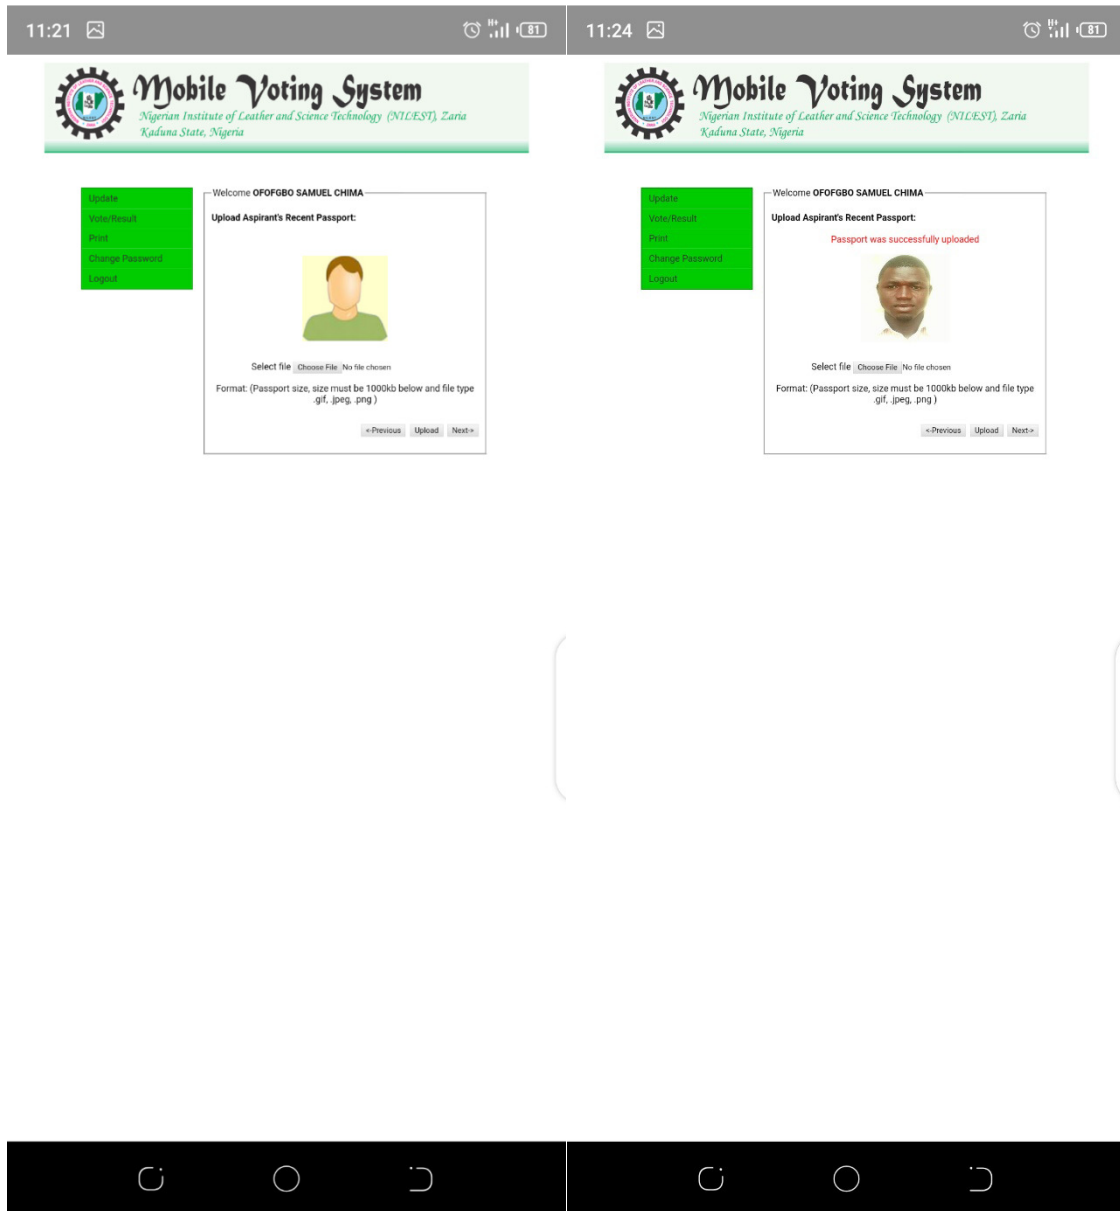 11:21
81
Mobile Voting System
Nigerian Institute of Leather and Science Technology (NILEST), Zaria
Kaduna State, Nigeria
Update
Vote/Result
Print
Change Password
Logout
Welcome OFOFGBO SAMUEL CHIMA
Upload Aspirant's Recent Passport:
Select file Choose File No file chosen
Format: (Passport size, size must be 1000kb below and file type
.gif, .jpeg, .png )
<-Previous Upload Next->
11:24
81
Mobile Voting System
Nigerian Institute of Leather and Science Technology (NILEST), Zaria
Kaduna State, Nigeria
Update
Vote/Result
Print
Change Password
Logout
Welcome OFOFGBO SAMUEL CHIMA
Upload Aspirant's Recent Passport:
Passport was successfully uploaded
Select file Choose File No file chosen
Format: (Passport size, size must be 1000kb below and file type
.gif, .jpeg, .png )
<-Previous Upload Next->